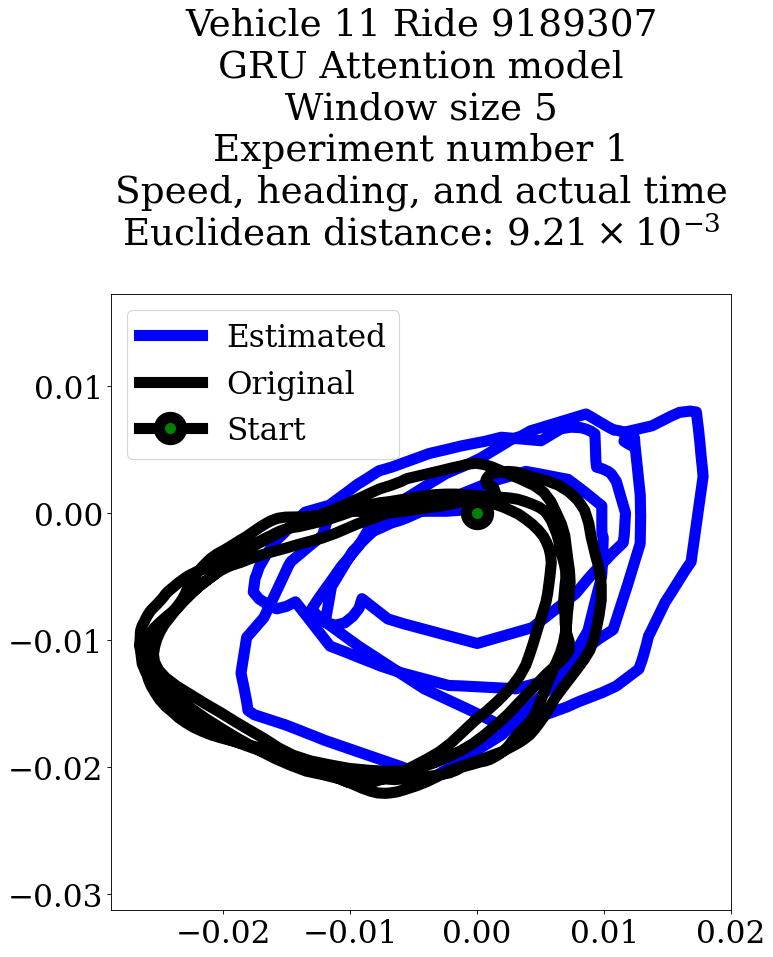 Vehicle 11 Ride 9189307
GRU Attention model
Window size 5
Experiment number 1
Speed, heading, and actual time
Euclidean distance: 9.21 × 10⁻³
Estimated
Original
Start
0.01
0.00
−0.01
−0.02
−0.03
−0.02 −0.01 0.00 0.01 0.02